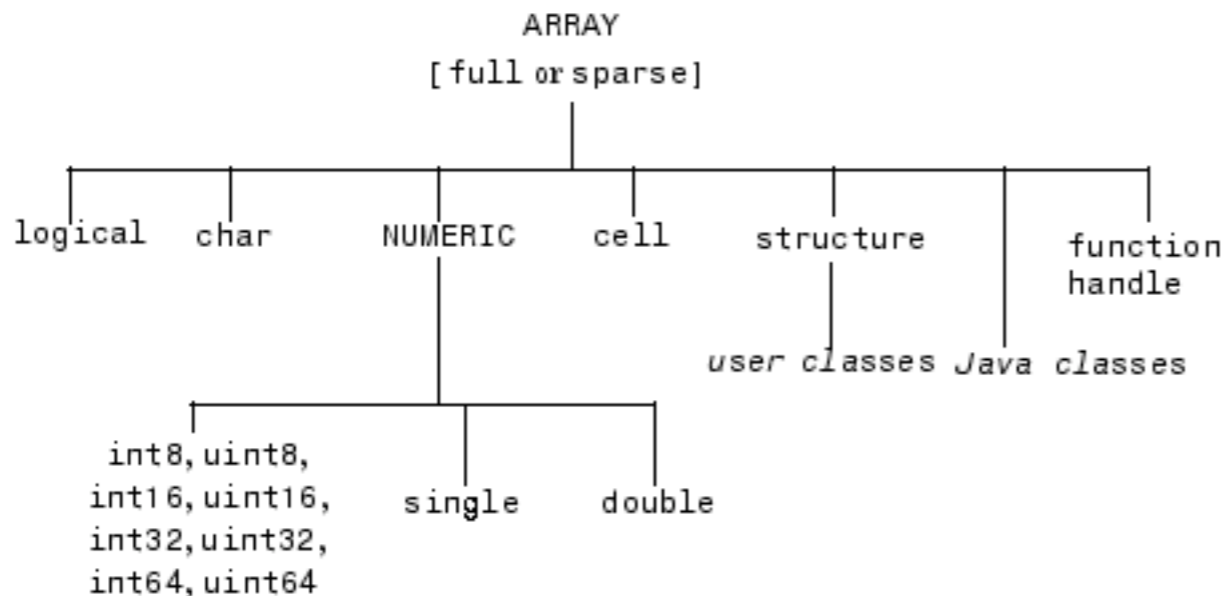 ARRAY
[full or sparse]
logical char NUMERIC cell structure function
handle
user classes Java classes
int8, uint8,
int16, uint16,
int32, uint32,
int64, uint64
single double